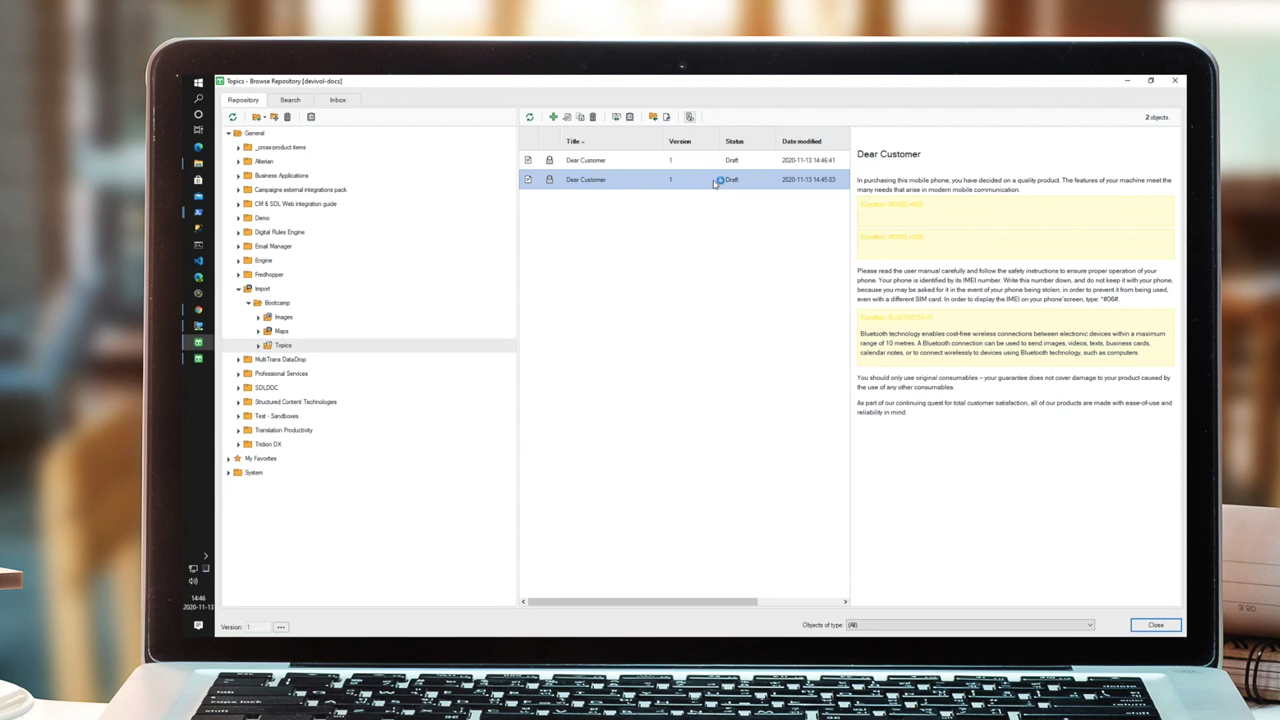 Topics - Browse Repository [devivol-docs]
Repository Search Inbox
2 objects.
General
_cross-product items
Alterian
Business Applications
Campaigns external integrations pack
CM & SDL Web integration guide
Demo
Digital Rules Engine
Email Manager
Engine
Fredhopper
Import
Bootcamp
Images
Maps
Topics
MultiTrans DataDrop
Professional Services
SDLDOC
Structured Content Technologies
Test - Sandboxes
Translation Productivity
Tridion DX
My Favorites
System
Title Version Status Date modified
Dear Customer 1 Draft 2020-11-13 14:46:41
Dear Customer 1 Draft 2020-11-13 14:45:03
Dear Customer
In purchasing this mobile phone, you have decided on a quality product. The features of your machine meet the
many needs that arise in modern mobile communication.
Please read the user manual carefully and follow the safety instructions to ensure proper operation of your
phone. Your phone is identified by its IMEI number. Write this number down, and do not keep it with your phone,
because you may be asked for it in the event of your phone being stolen, in order to prevent it from being used,
even with a different SIM card. In order to display the IMEI on your phone's screen, type: *#06#.
Bluetooth technology enables cost-free wireless connections between electronic devices within a maximum
range of 10 metres. A Bluetooth connection can be used to send images, videos, texts, business cards,
calendar notes, or to connect wirelessly to devices using Bluetooth technology, such as computers.
You should only use original consumables – your guarantee does not cover damage to your product caused by
the use of any other consumables.
As part of our continuing quest for total customer satisfaction, all of our products are made with ease-of-use and
reliability in mind.
14:46
2020-11-13
Version: 1 ...
Objects of type: (All)
Close
tab
caps lock
shift